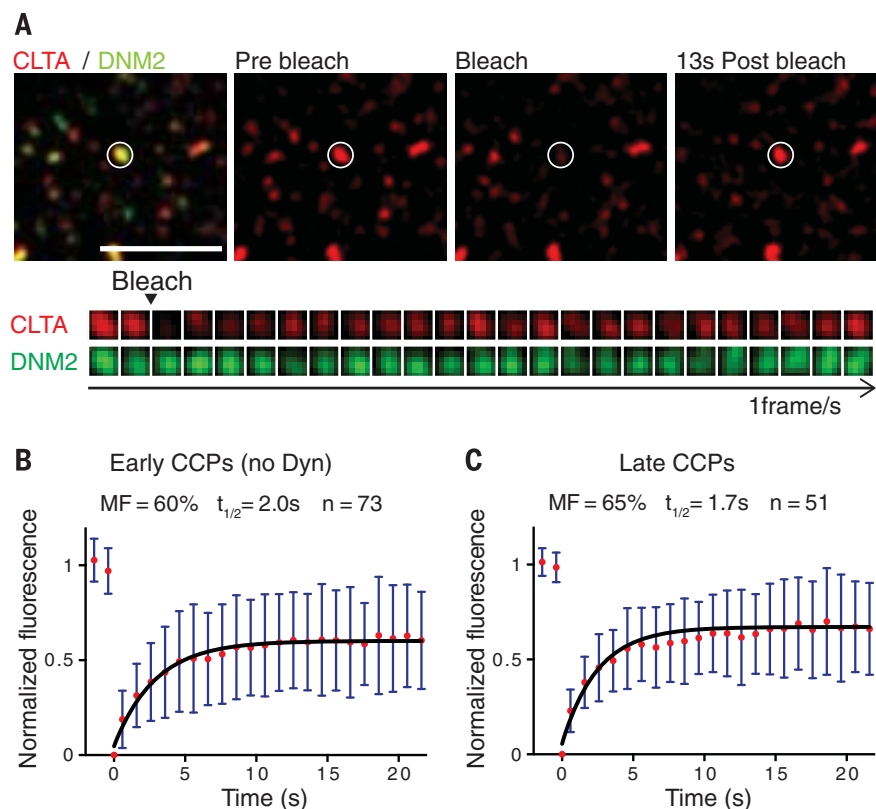 A
CLTA / DNM2
Pre bleach
Bleach
13s Post bleach
Bleach
CLTA
DNM2
1frame/s
B
Early CCPs (no Dyn)
MF = 60% t1/2= 2.0s n = 73
Normalized fluorescence
1
0.5
0
0 5 10 15 20
Time (s)
C
Late CCPs
MF = 65% t1/2= 1.7s n = 51
Normalized fluorescence
1
0.5
0
0 5 10 15 20
Time (s)